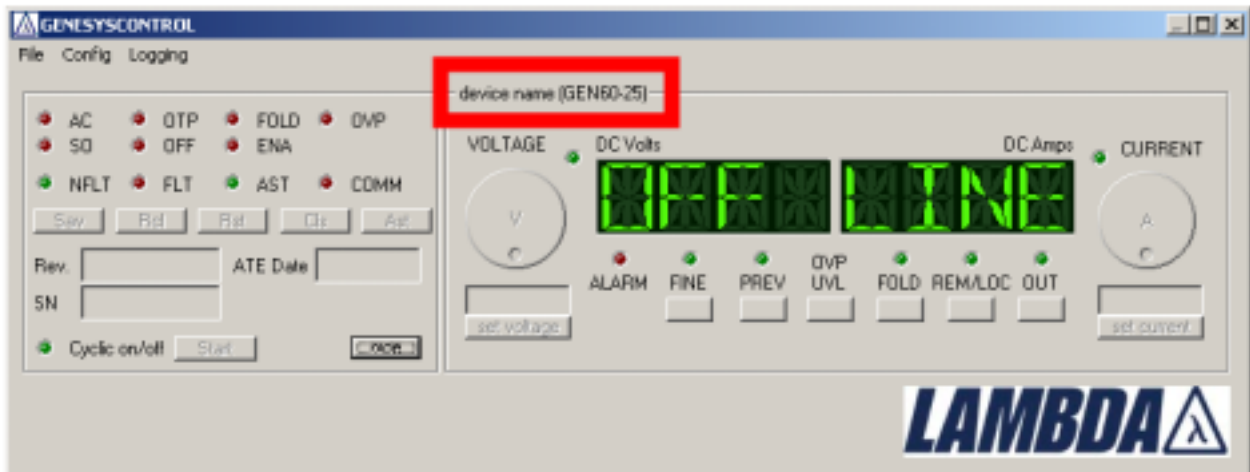 GENESYSCONTROL
File Config Logging
device name (GEN60-25)
AC OTP FOLD OVP
SO OFF ENA
NFLT FLT AST COMM
Sav Rcl Rst Cls Ast
Rev. ATE Date
SN
Cyclic on/off Start
VOLTAGE DC Volts DC Amps CURRENT
V OFF LINE A
ALARM FINE PREV OVP UVL FOLD REM/LOC OUT
set voltage set current
LAMBDA
λ